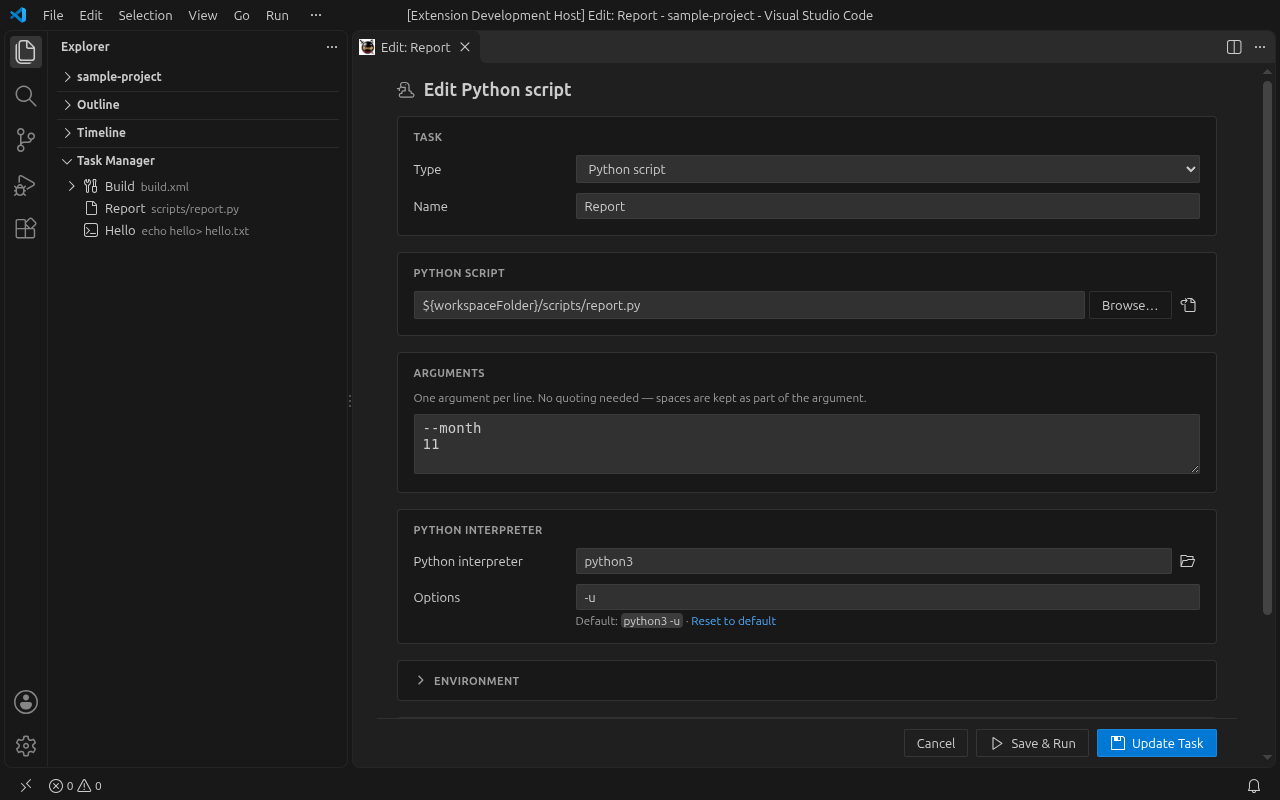 File Edit Selection View Go Run ···
[Extension Development Host] Edit: Report - sample-project - Visual Studio Code
Explorer
sample-project
Outline
Timeline
Task Manager
Build build.xml
Report scripts/report.py
Hello echo hello> hello.txt
Edit: Report
Edit Python script
TASK
Type Python script
Name Report
PYTHON SCRIPT
${workspaceFolder}/scripts/report.py Browse...
ARGUMENTS
One argument per line. No quoting needed — spaces are kept as part of the argument.
--month
11
PYTHON INTERPRETER
Python interpreter python3
Options -u
Default: python3 -u · Reset to default
ENVIRONMENT
Cancel Save & Run Update Task
0 0